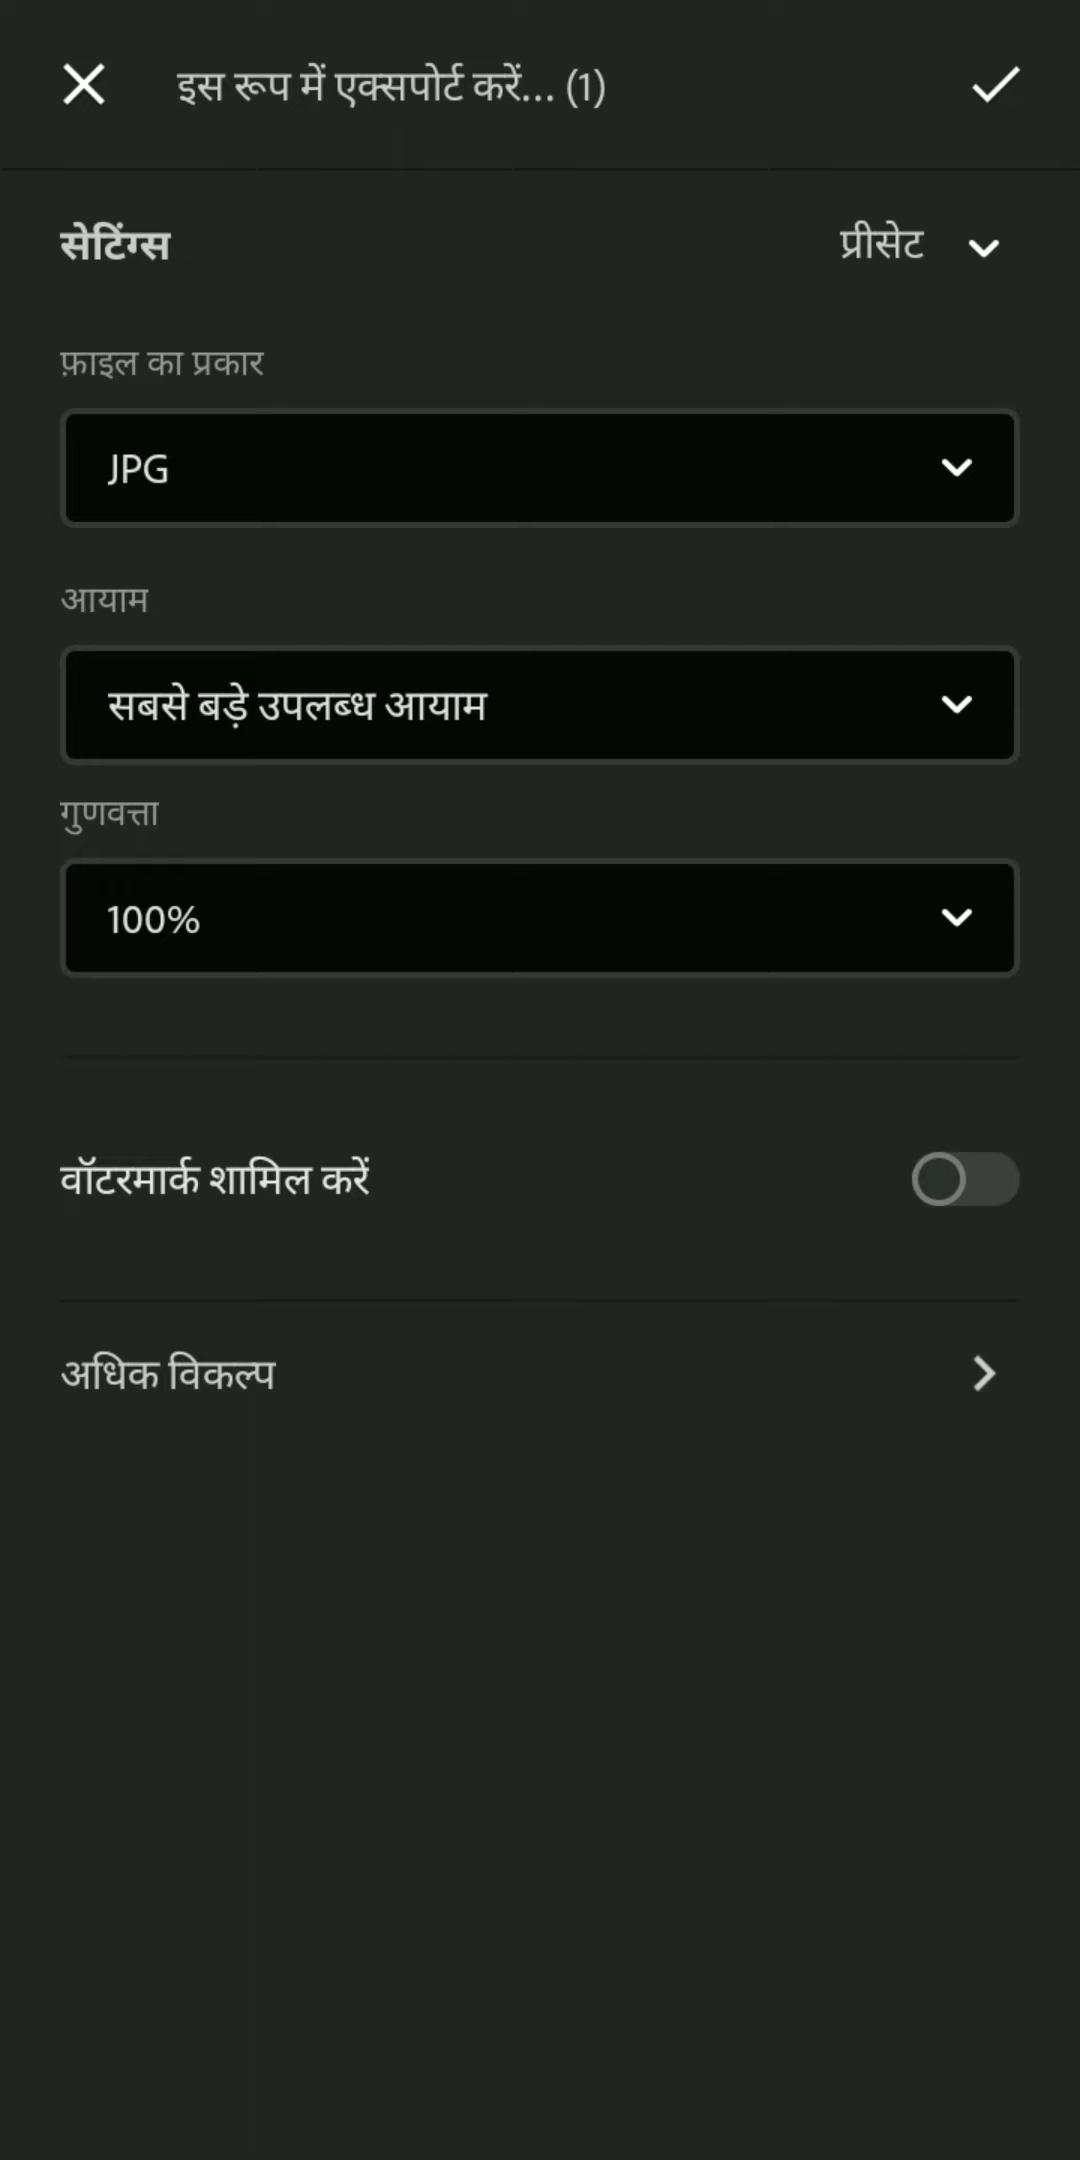 इस रूप में एक्सपोर्ट करें... (1)
सेटिंग्स प्रीसेट
फ़ाइल का प्रकार
JPG
आयाम
सबसे बड़े उपलब्ध आयाम
गुणवत्ता
100%
वॉटरमार्क शामिल करें
अधिक विकल्प